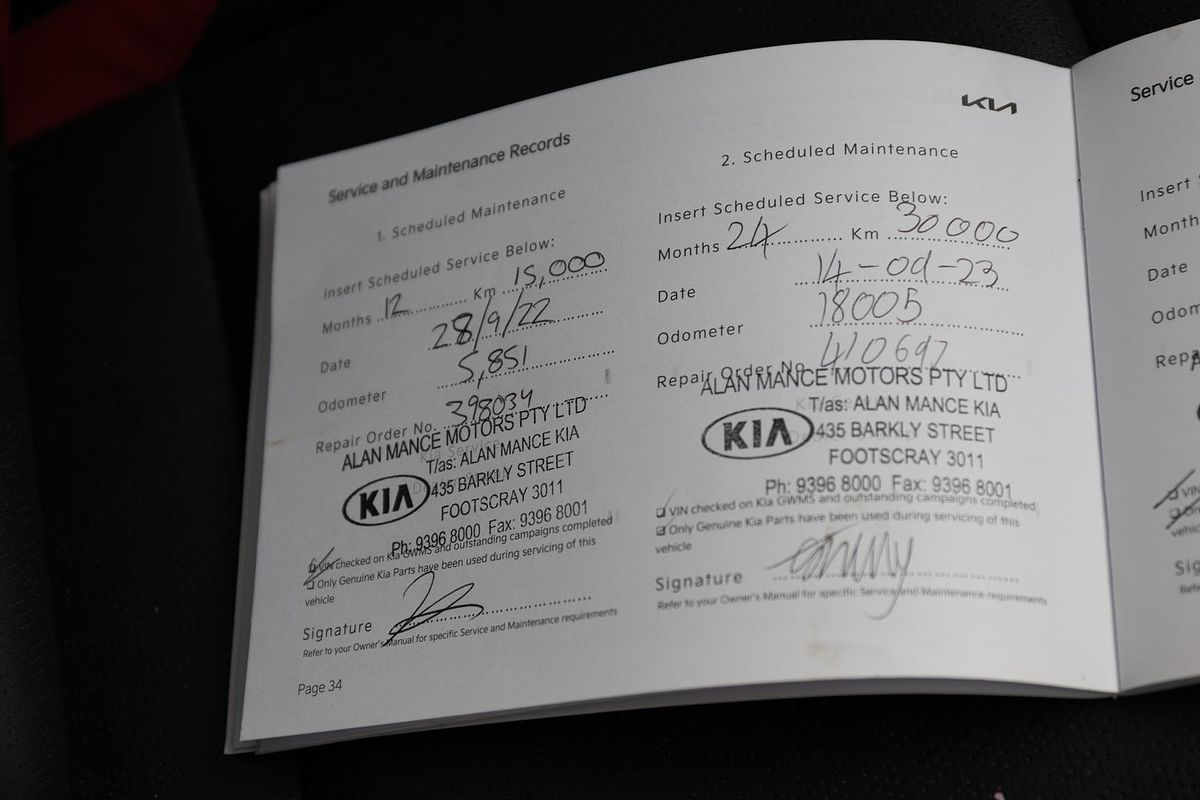 Service and Maintenance Records
1. Scheduled Maintenance
Insert Scheduled Service Below:
Months 12 Km 15,000
Date 28/9/22
Odometer 5,851
Repair Order No. 398034
ALAN MANCE MOTORS PTY LTD
T/as: ALAN MANCE KIA
KIA 435 BARKLY STREET
FOOTSCRAY 3011
Ph: 9396 8000 Fax: 9396 8001
VIN checked on Kia GWMS and outstanding campaigns completed
Only Genuine Kia Parts have been used during servicing of this
vehicle
Signature
Refer to your Owner's Manual for specific Service and Maintenance requirements
Page 34
KIA
2. Scheduled Maintenance
Insert Scheduled Service Below:
Months 24 Km 30000
Date 14-09-23
Odometer 18005
Repair Order No. 410697
ALAN MANCE MOTORS PTY LTD
T/as: ALAN MANCE KIA
KIA 435 BARKLY STREET
FOOTSCRAY 3011
Ph: 9396 8000 Fax: 9396 8001
VIN checked on Kia GWMS and outstanding campaigns completed
Only Genuine Kia Parts have been used during servicing of this
vehicle
Signature
Refer to your Owner's Manual for specific Service and Maintenance requirements
Service
Insert
Month
Date
Odom
Repa
VIN
On
vehic
Sig